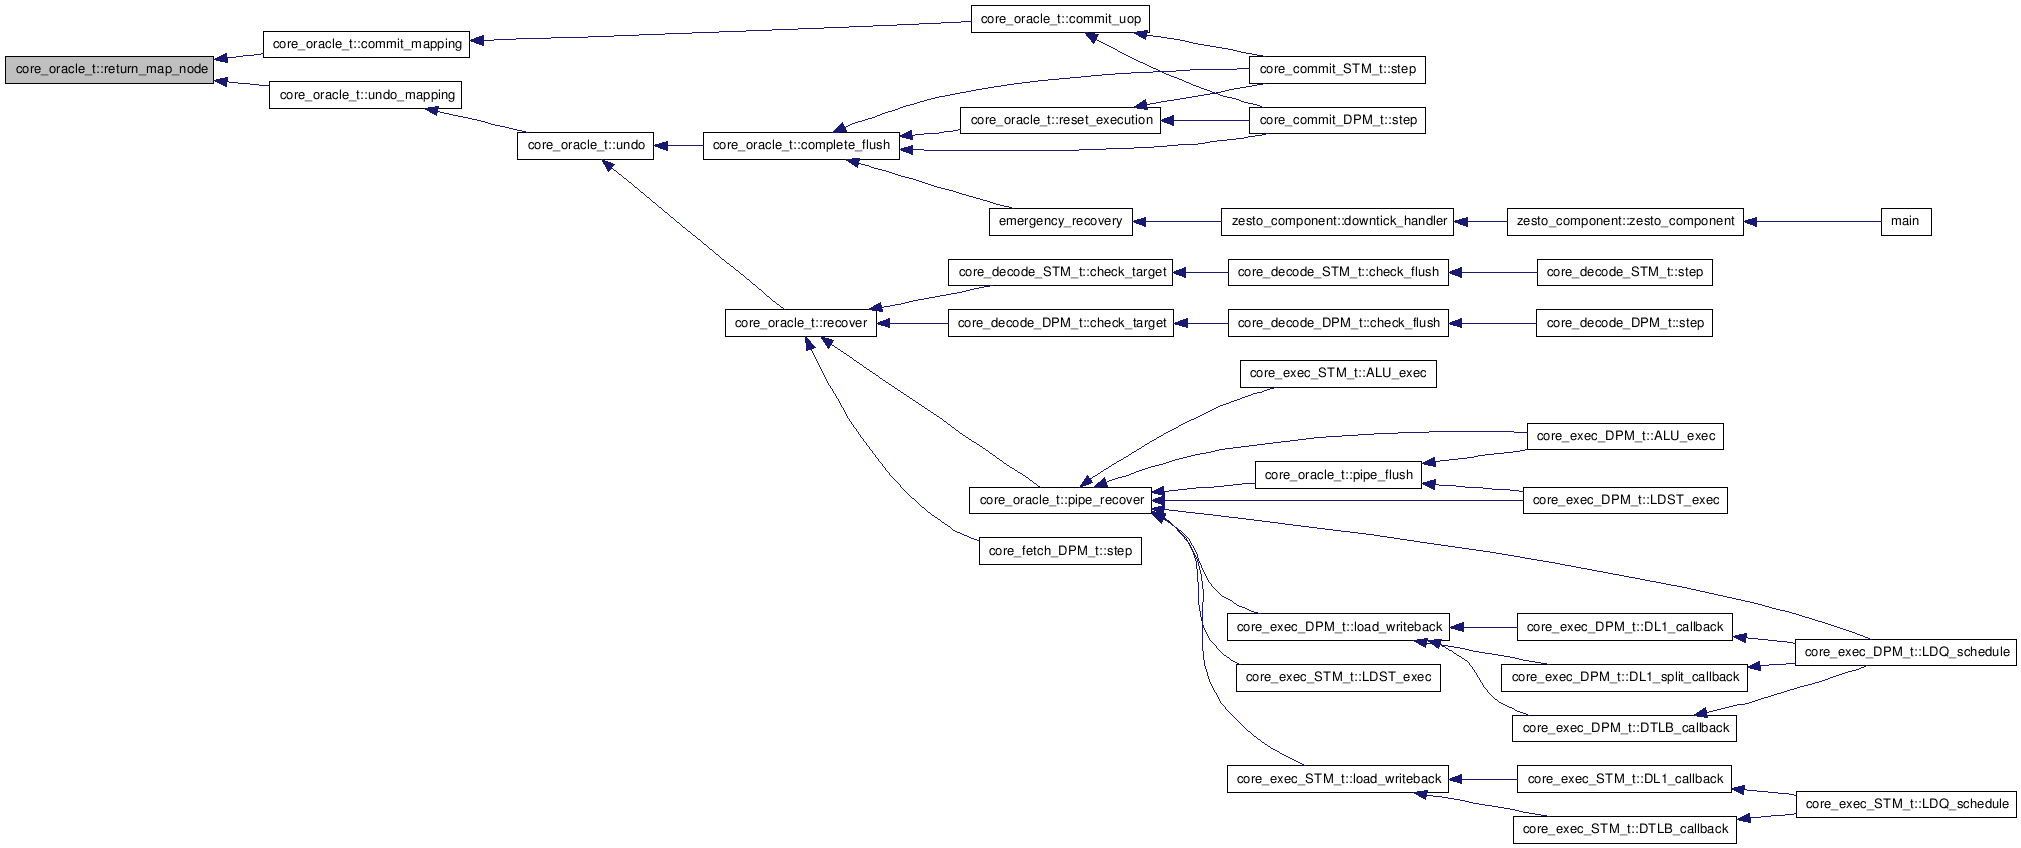 core_oracle_t::commit_uop
core_oracle_t::commit_mapping
core_oracle_t::return_map_node
core_commit_STM_t::step
core_oracle_t::undo_mapping
core_oracle_t::reset_execution
core_commit_DPM_t::step
core_oracle_t::undo
core_oracle_t::complete_flush
emergency_recovery
zesto_component::downtick_handler
zesto_component::zesto_component
main
core_decode_STM_t::check_target
core_decode_STM_t::check_flush
core_decode_STM_t::step
core_oracle_t::recover
core_decode_DPM_t::check_target
core_decode_DPM_t::check_flush
core_decode_DPM_t::step
core_exec_STM_t::ALU_exec
core_exec_DPM_t::ALU_exec
core_oracle_t::pipe_flush
core_oracle_t::pipe_recover
core_exec_DPM_t::LDST_exec
core_fetch_DPM_t::step
core_exec_DPM_t::load_writeback
core_exec_DPM_t::DL1_callback
core_exec_DPM_t::LDQ_schedule
core_exec_STM_t::LDST_exec
core_exec_DPM_t::DL1_split_callback
core_exec_DPM_t::DTLB_callback
core_exec_STM_t::load_writeback
core_exec_STM_t::DL1_callback
core_exec_STM_t::LDQ_schedule
core_exec_STM_t::DTLB_callback